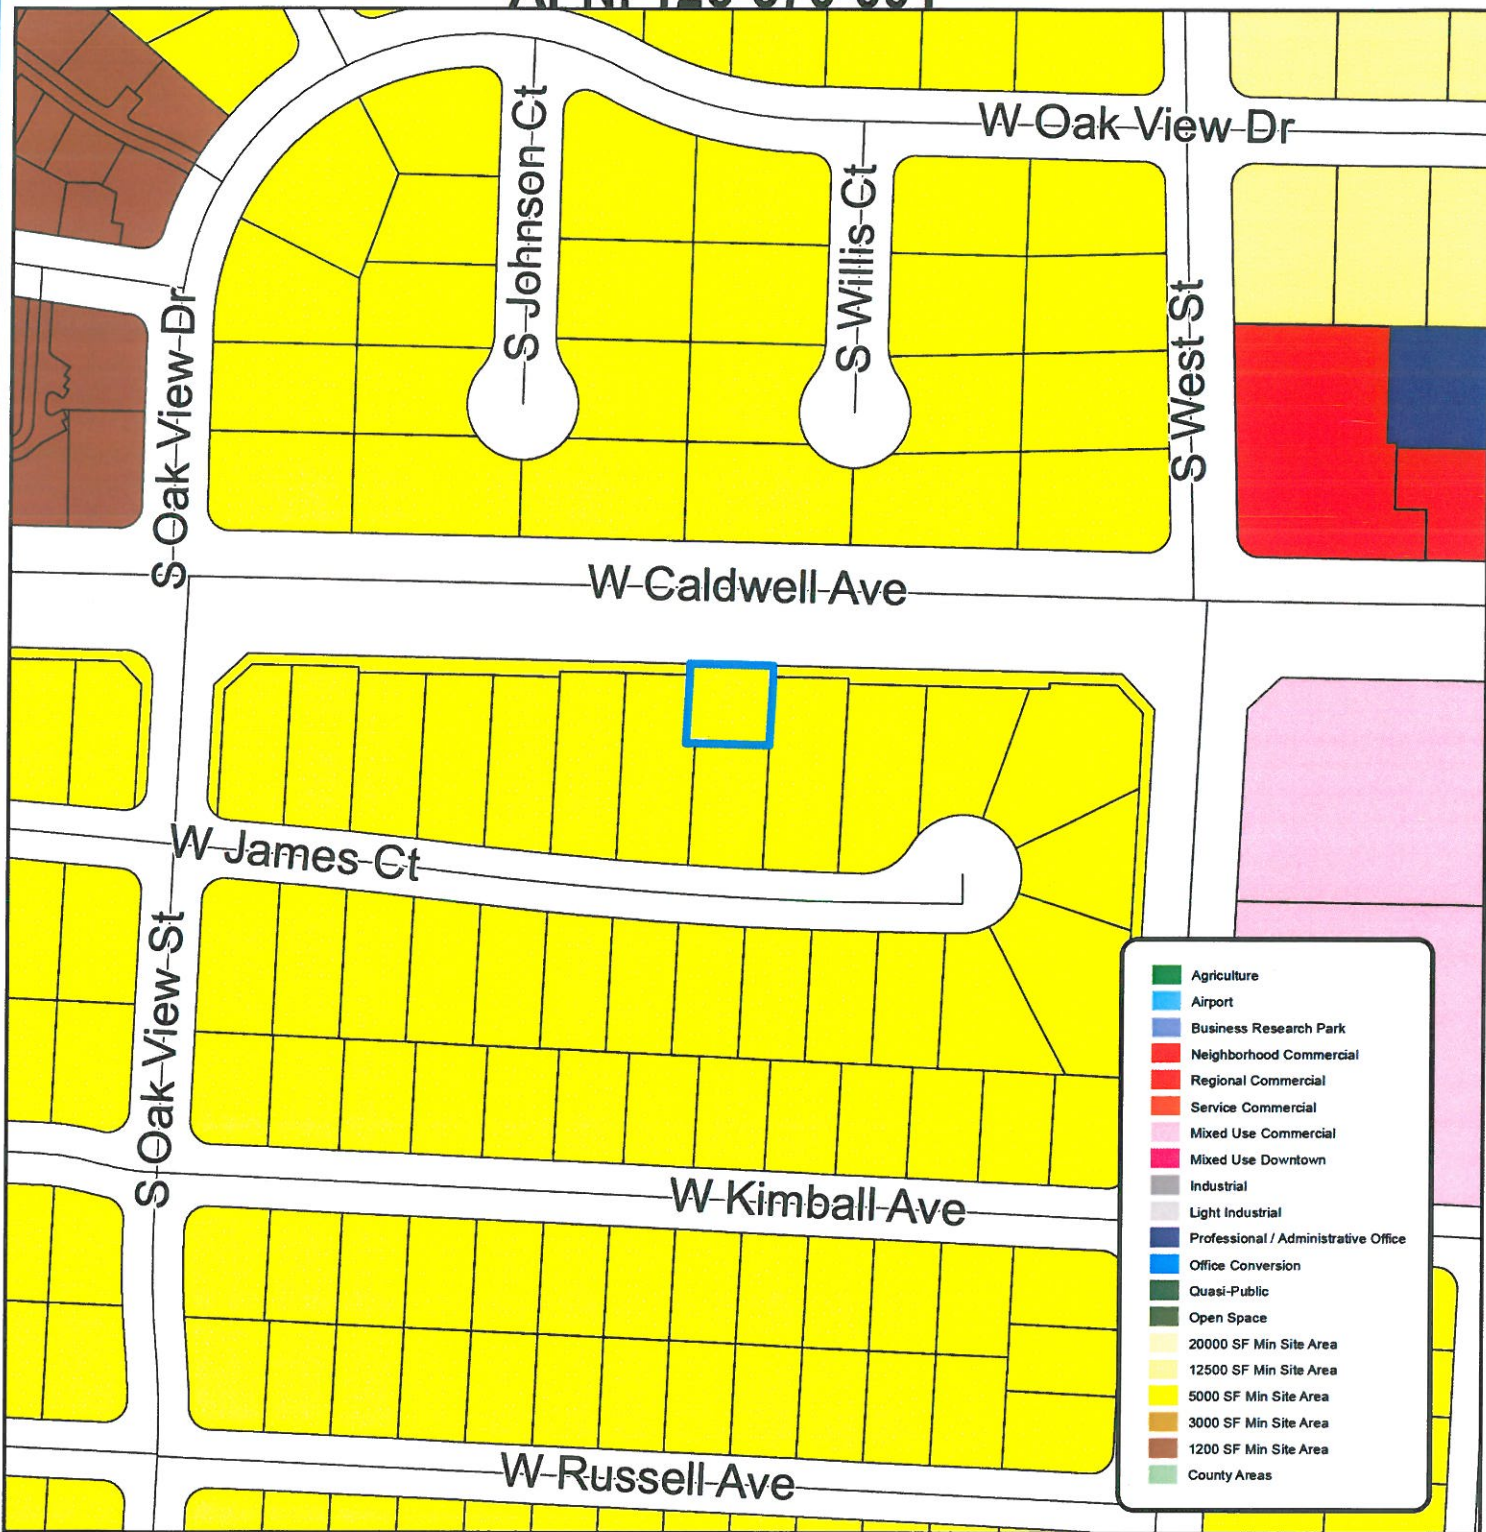 W Oak View Dr
S Johnson Ct
S Willis Ct
S West St
S Oak View Dr
W Caldwell Ave
W James Ct
S Oak View St
W Kimball Ave
W Russell Ave
Agriculture
Airport
Business Research Park
Neighborhood Commercial
Regional Commercial
Service Commercial
Mixed Use Commercial
Mixed Use Downtown
Industrial
Light Industrial
Professional / Administrative Office
Office Conversion
Quasi-Public
Open Space
20000 SF Min Site Area
12500 SF Min Site Area
5000 SF Min Site Area
3000 SF Min Site Area
1200 SF Min Site Area
County Areas